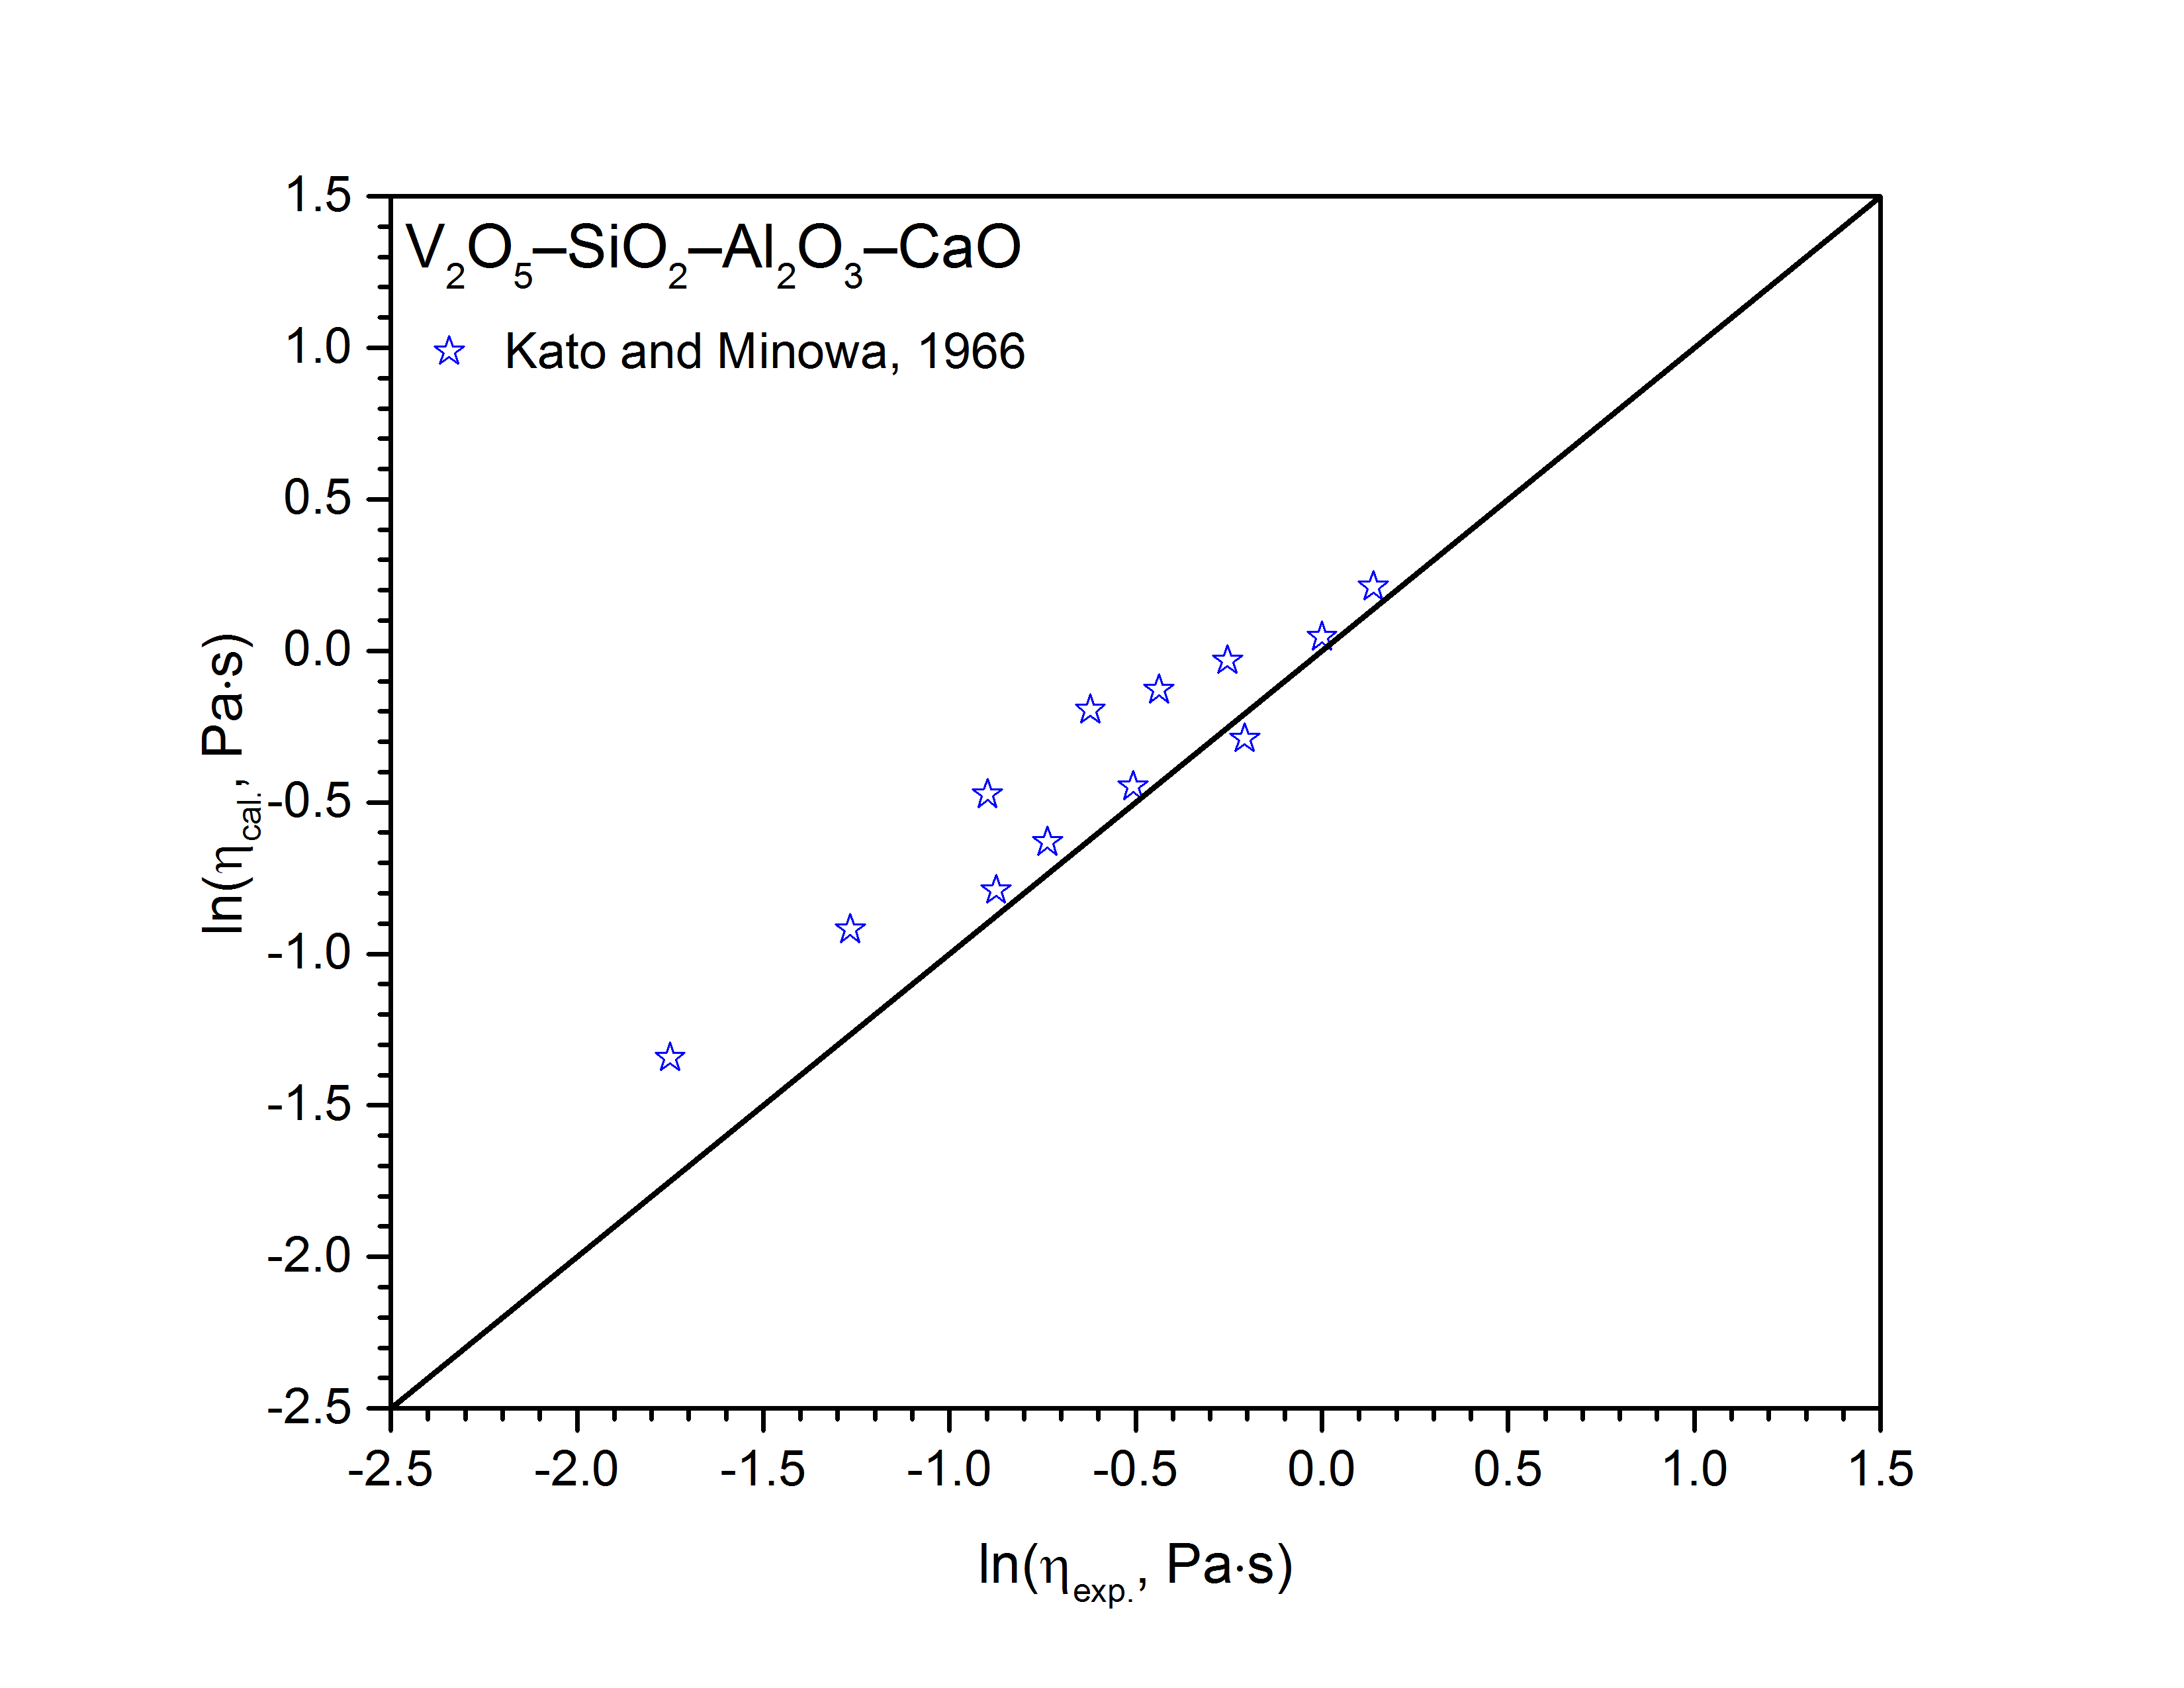 V₂O₅–SiO₂–Al₂O₃–CaO
Kato and Minowa, 1966
1.5
1.0
0.5
0.0
-0.5
-1.0
-1.5
-2.0
-2.5
ln(η_cal., Pa·s)
-2.5 -2.0 -1.5 -1.0 -0.5 0.0 0.5 1.0 1.5
ln(η_exp., Pa·s)